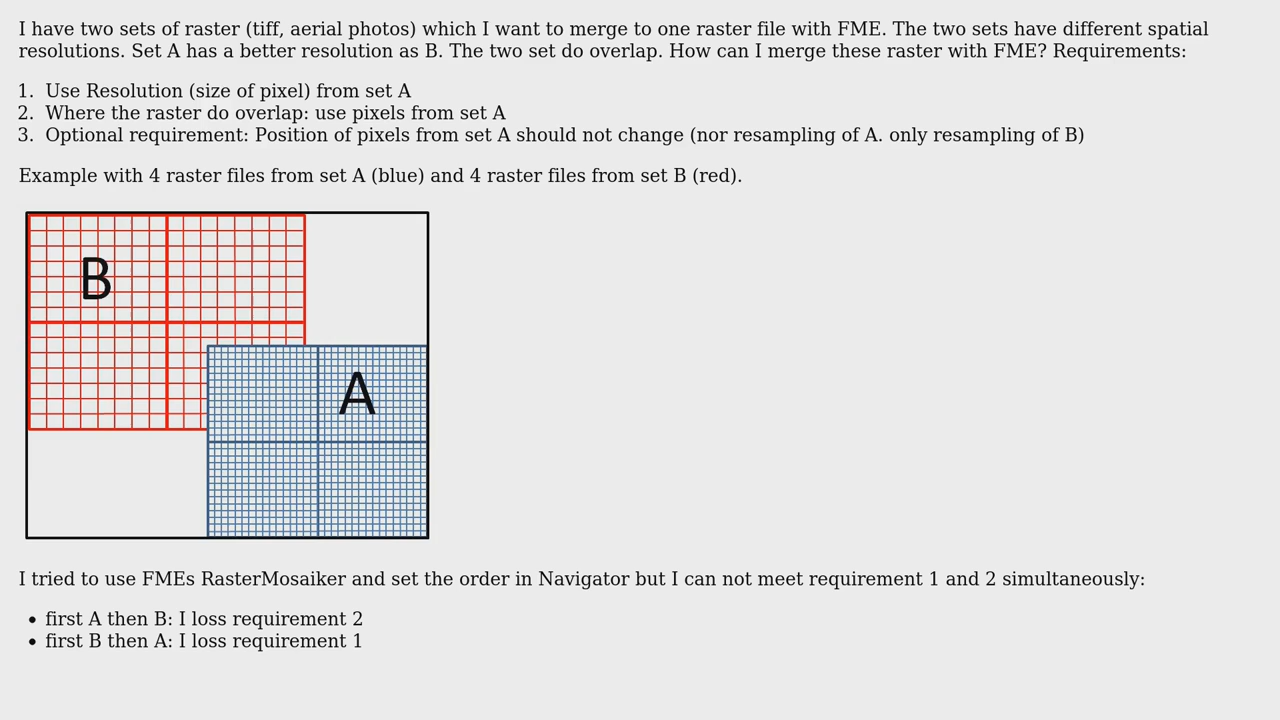 I have two sets of raster (tiff, aerial photos) which I want to merge to one raster file with FME. The two sets have different spatial
resolutions. Set A has a better resolution as B. The two set do overlap. How can I merge these raster with FME? Requirements:
1. Use Resolution (size of pixel) from set A
2. Where the raster do overlap: use pixels from set A
3. Optional requirement: Position of pixels from set A should not change (nor resampling of A. only resampling of B)
Example with 4 raster files from set A (blue) and 4 raster files from set B (red).
B
A
I tried to use FMEs RasterMosaiker and set the order in Navigator but I can not meet requirement 1 and 2 simultaneously:
• first A then B: I loss requirement 2
• first B then A: I loss requirement 1